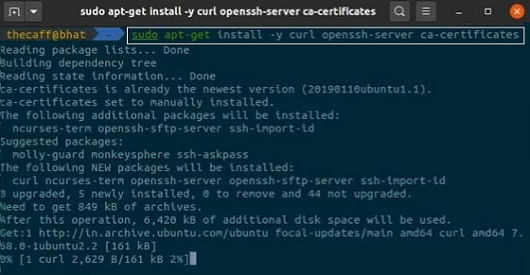 sudo apt-get install -y curl openssh-server ca-certificates
thecaff@bhat ~ sudo apt-get install -y curl openssh-server ca-certificates
Reading package lists... Done
Building dependency tree
Reading state information... Done
ca-certificates is already the newest version (20190110ubuntu1.1).
ca-certificates set to manually installed.
The following additional packages will be installed:
ncurses-term openssh-sftp-server ssh-import-id
Suggested packages:
molly-guard monkeysphere ssh-askpass
The following NEW packages will be installed:
curl ncurses-term openssh-server openssh-sftp-server ssh-import-id
0 upgraded, 5 newly installed, 0 to remove and 44 not upgraded.
Need to get 849 kB of archives.
After this operation, 6,420 kB of additional disk space will be used.
Get:1 http://in.archive.ubuntu.com/ubuntu focal-updates/main amd64 curl amd64 7.
68.0-1ubuntu2.2 [161 kB]
0% [1 curl 2,629 B/161 kB 2%]